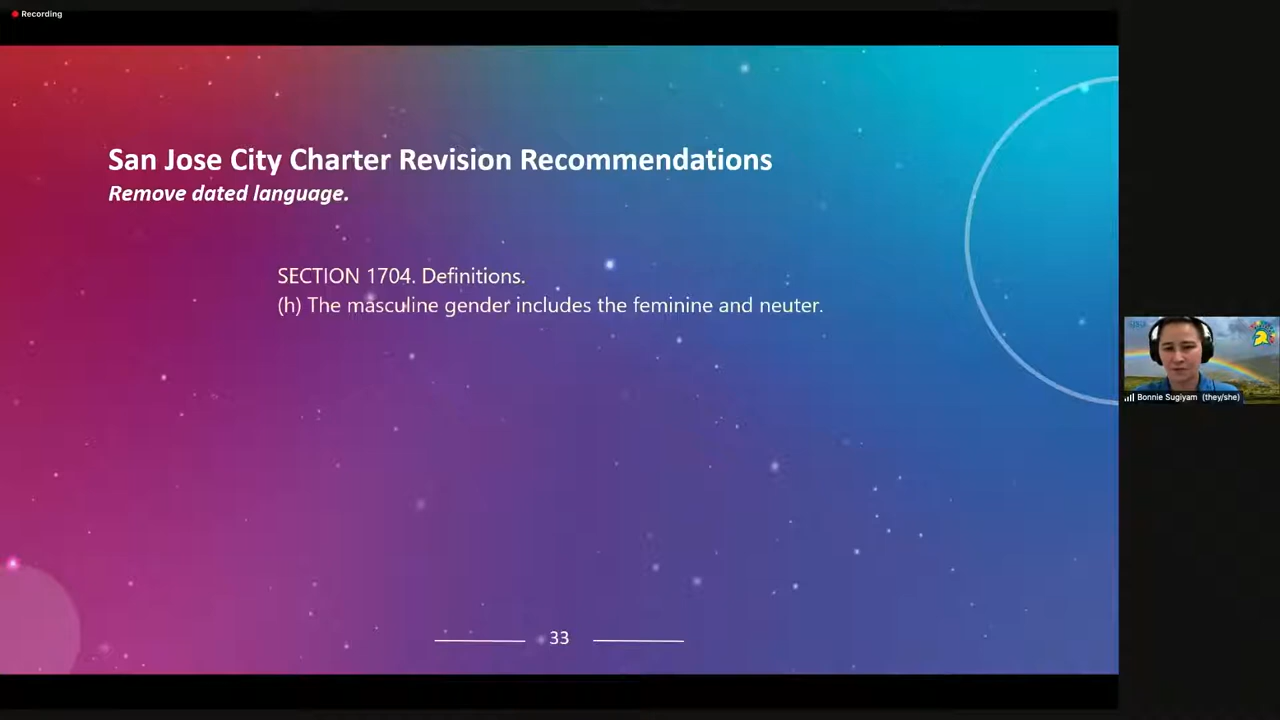 Recording
San Jose City Charter Revision Recommendations
Remove dated language.
SECTION 1704. Definitions.
(h) The masculine gender includes the feminine and neuter.
33
Bonnie Sugiyam (they/she)